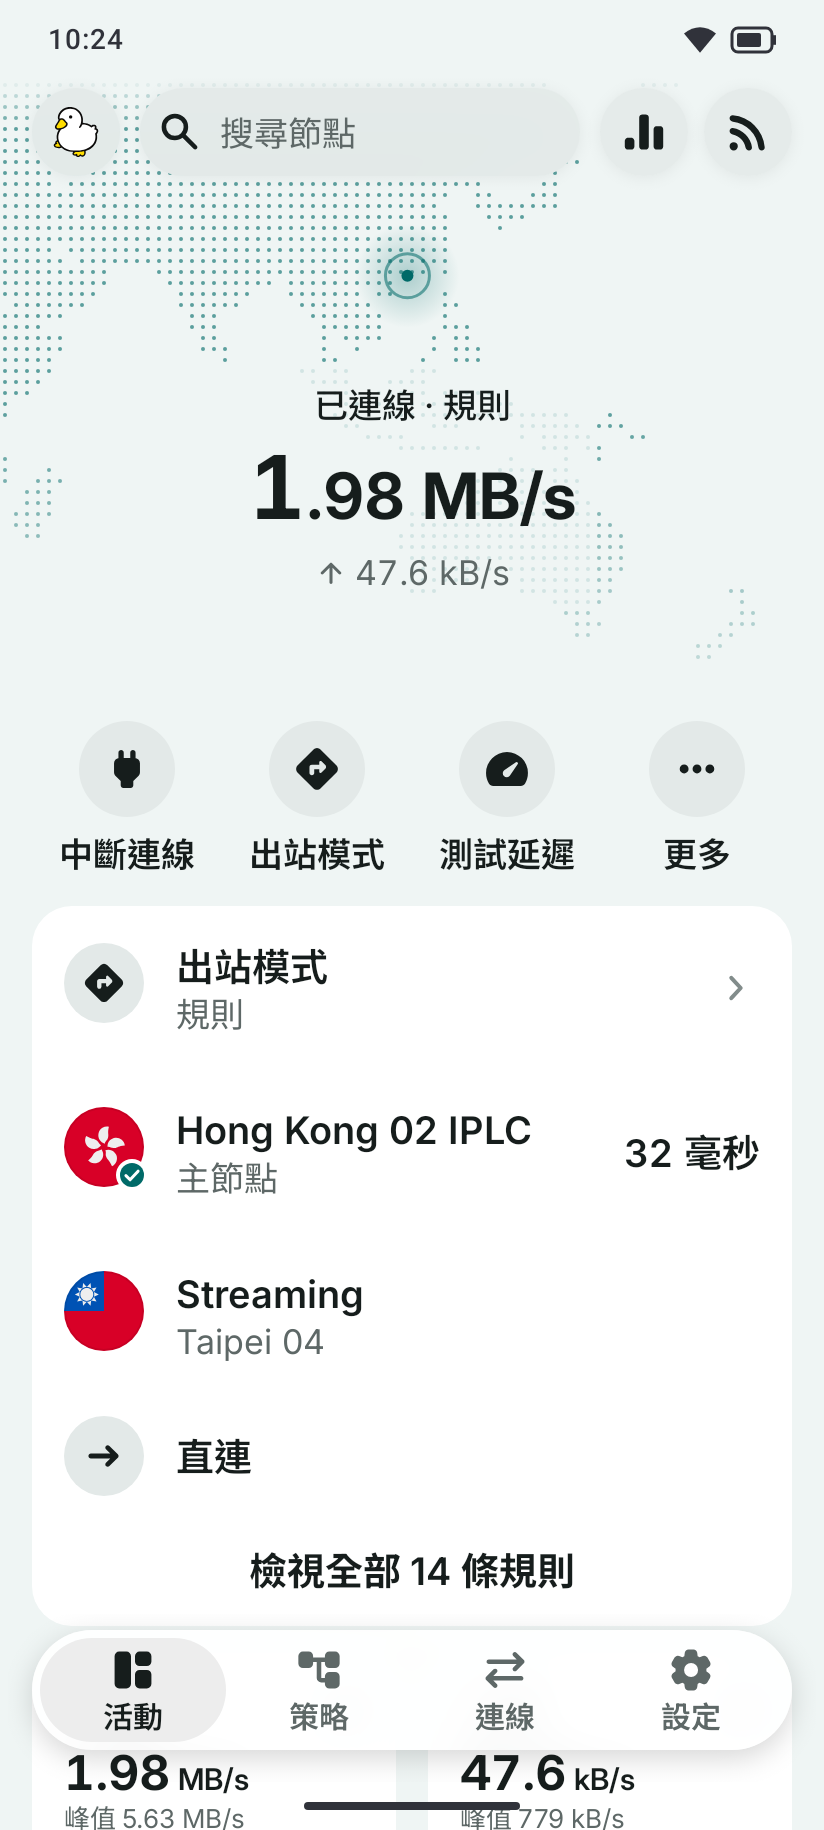 10:24
搜尋節點
已連線 · 規則
1.98 MB/s
↑ 47.6 kB/s
中斷連線 出站模式 測試延遲 更多
出站模式
規則
Hong Kong 02 IPLC
主節點
32 毫秒
Streaming
Taipei 04
直連
檢視全部 14 條規則
活動 策略 連線 設定
1.98 MB/s 47.6 kB/s
峰值 5.63 MB/s 峰值 779 kB/s